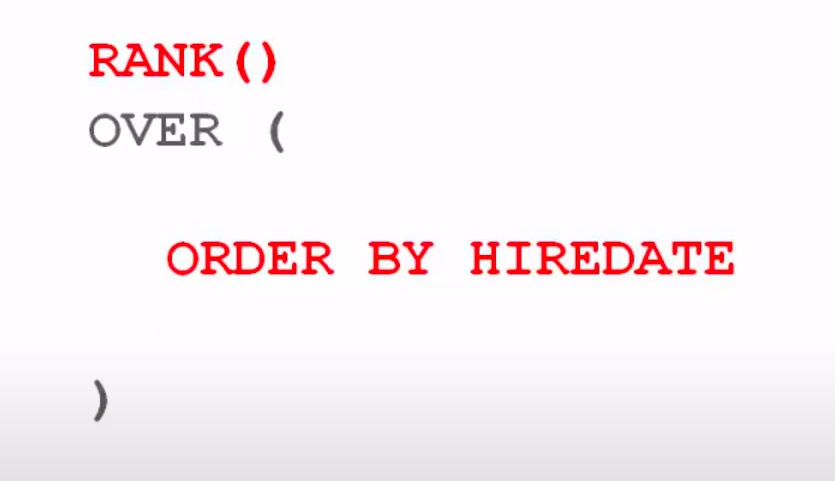 RANK()
OVER (
ORDER BY HIREDATE
)